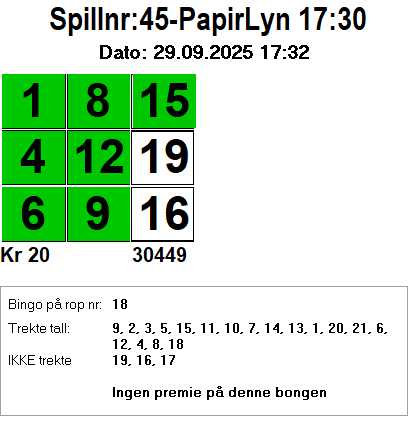 Spillnr:45-PapirLyn 17:30
Dato: 29.09.2025 17:32
1 8 15
4 12 19
6 9 16
Kr 20 30449
Bingo på rop nr: 18
Trekte tall: 9, 2, 3, 5, 15, 11, 10, 7, 14, 13, 1, 20, 21, 6,
12, 4, 8, 18
IKKE trekte 19, 16, 17
Ingen premie på denne bongen